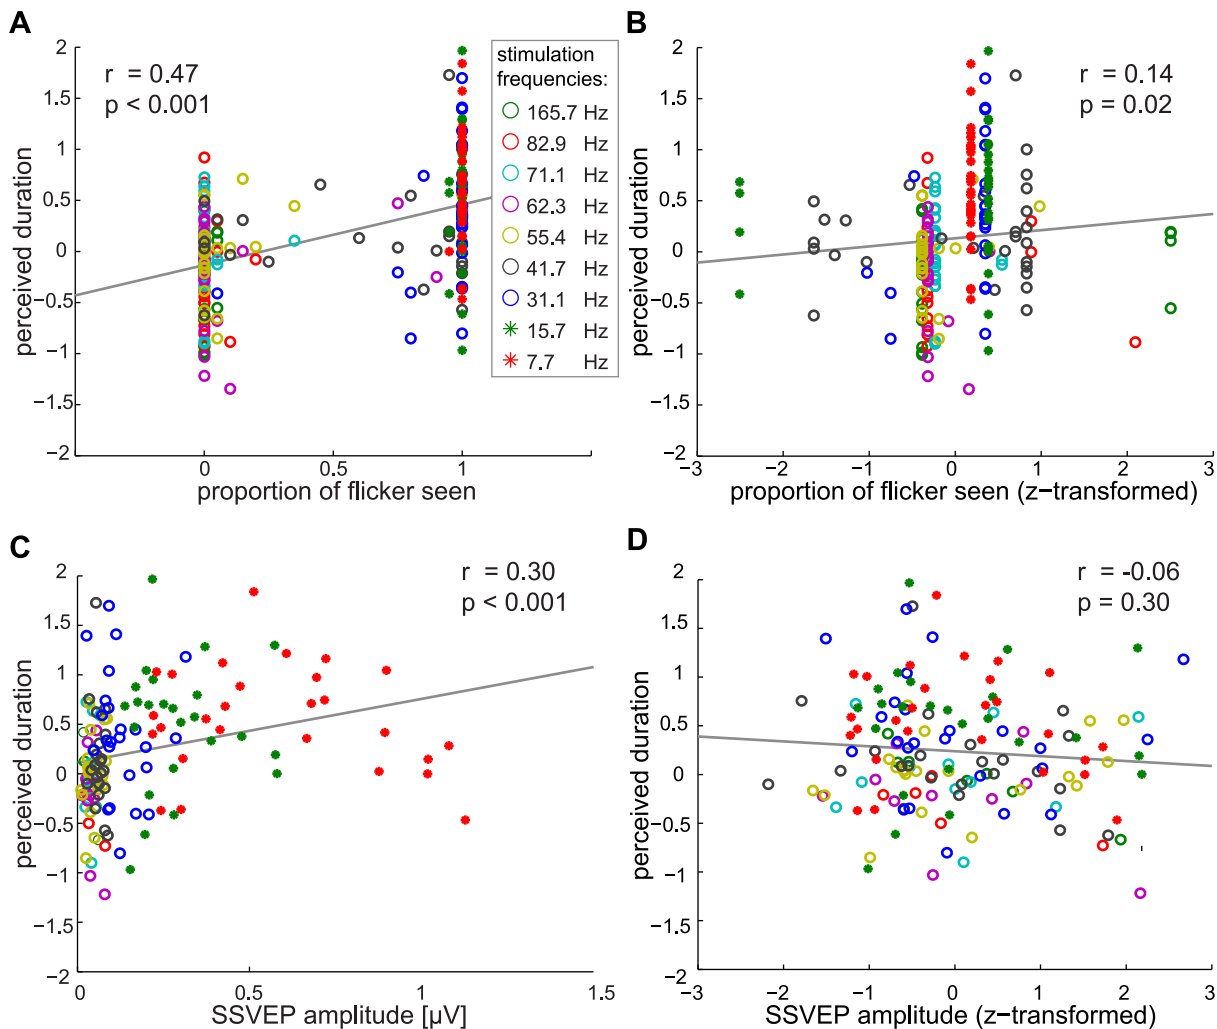 A
r = 0.47
p < 0.001
stimulation
frequencies:
165.7 Hz
82.9 Hz
71.1 Hz
62.3 Hz
55.4 Hz
41.7 Hz
31.1 Hz
15.7 Hz
7.7 Hz
2
1.5
1
0.5
0
−0.5
−1
−1.5
−2
perceived duration
0
0.5
1
proportion of flicker seen
B
r = 0.14
p = 0.02
2
1.5
1
0.5
0
−0.5
−1
−1.5
−2
perceived duration
−3
−2
−1
0
1
2
3
proportion of flicker seen (z−transformed)
C
r = 0.30
p < 0.001
2
1.5
1
0.5
0
−0.5
−1
−1.5
−2
perceived duration
0
0.5
1
1.5
SSVEP amplitude [µV]
D
r = -0.06
p = 0.30
2
1.5
1
0.5
0
−0.5
−1
−1.5
−2
perceived duration
−3
−2
−1
0
1
2
3
SSVEP amplitude (z−transformed)